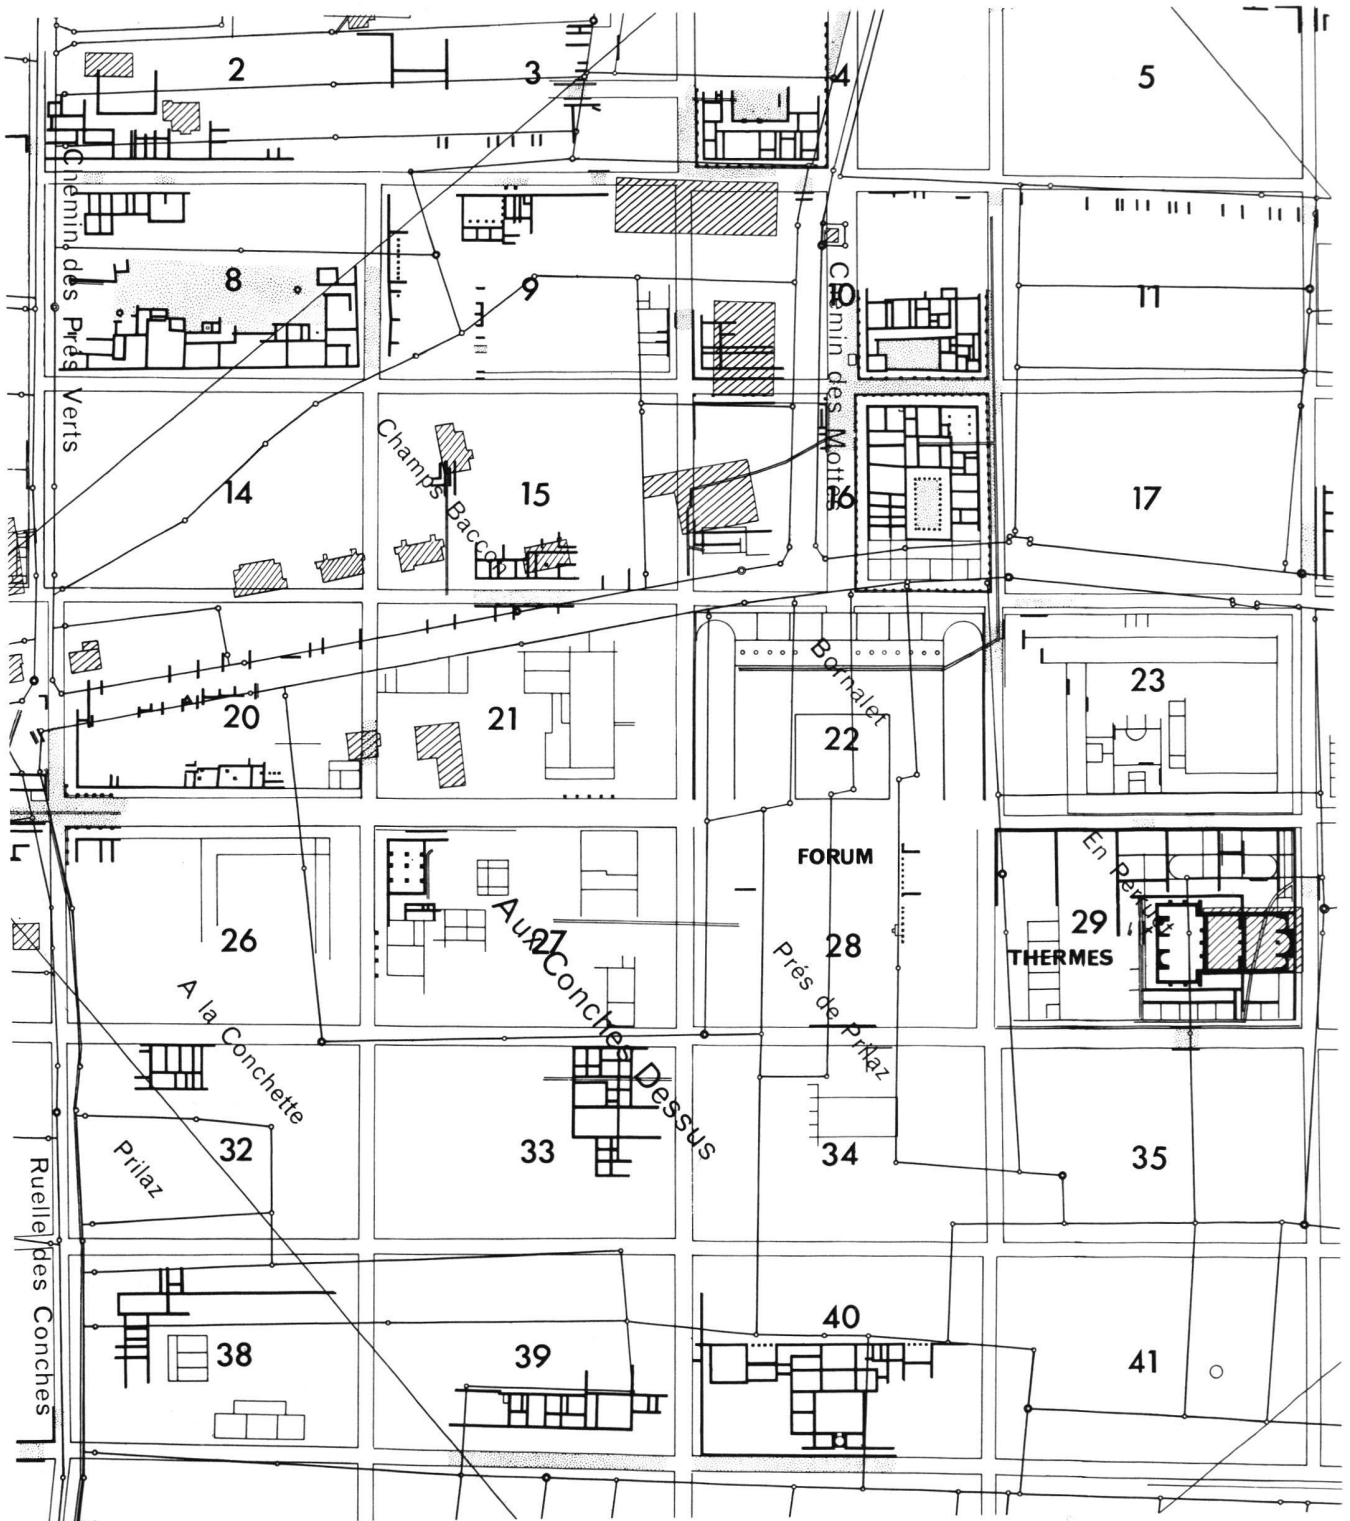 2
3
4
5
Chemin des Prés Verts
8
9
Chemin des Mottes
10
11
Champs Baccon
14
15
16
17
Bornalet
20
21
22
23
FORUM
En Perruet
Aux Conches Dessus
26
27
28
29
THERMES
Prés de Prilaz
A la Conchette
Prilaz
32
33
34
35
Ruelle des Conches
38
39
40
41